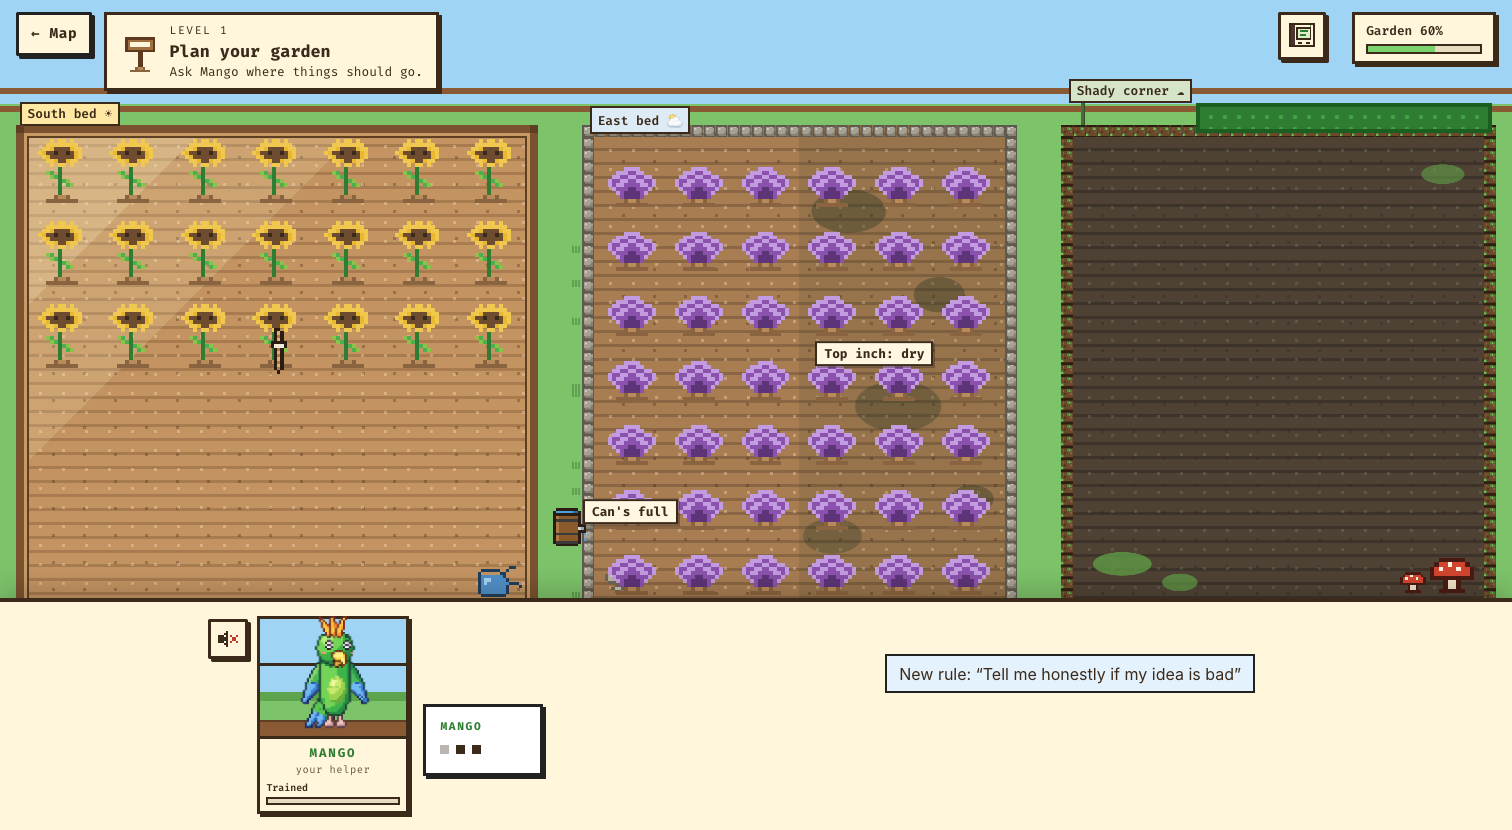 ← Map
LEVEL 1
Plan your garden
Ask Mango where things should go.
Garden 60%
Shady corner
South bed
East bed
Top inch: dry
Can's full
New rule: “Tell me honestly if my idea is bad”
MANGO
MANGO
your helper
Trained